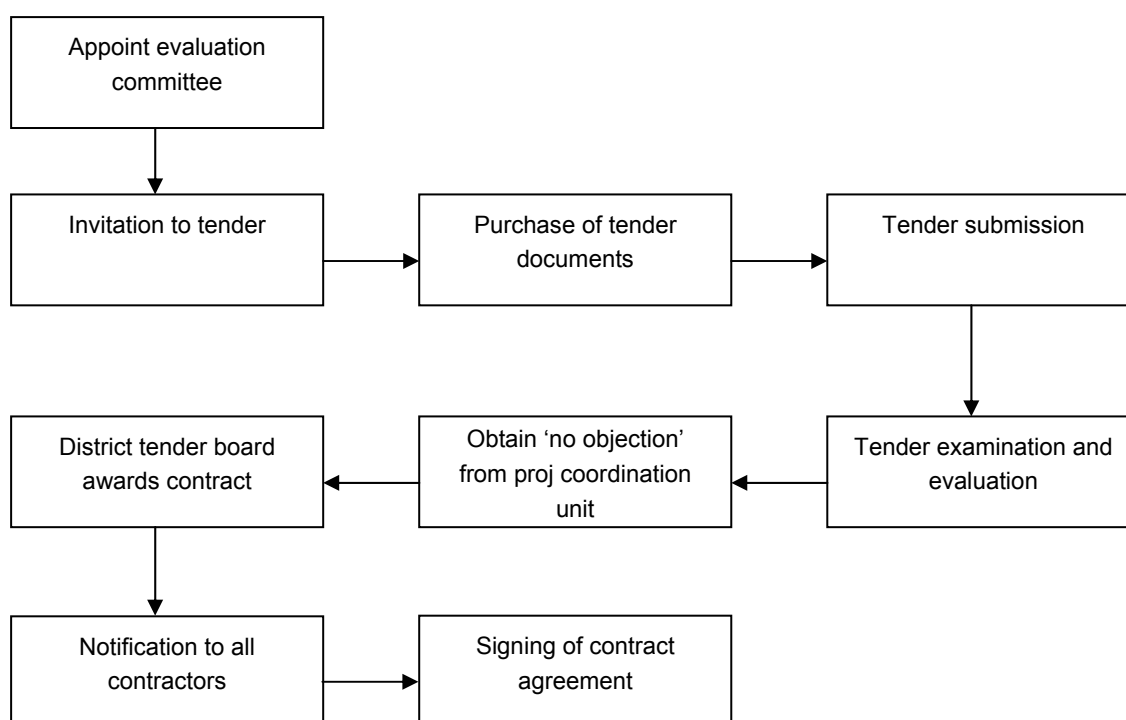 Appoint evaluation
committee
Invitation to tender
Purchase of tender
documents
Tender submission
Tender examination and
evaluation
Obtain ‘no objection’
from proj coordination
unit
District tender board
awards contract
Notification to all
contractors
Signing of contract
agreement